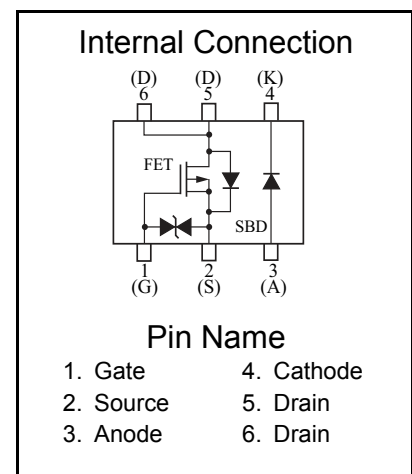 Internal Connection
(D) (D) (K)
6 5 4
FET
SBD
1 2 3
(G) (S) (A)
Pin Name
1. Gate 4. Cathode
2. Source 5. Drain
3. Anode 6. Drain